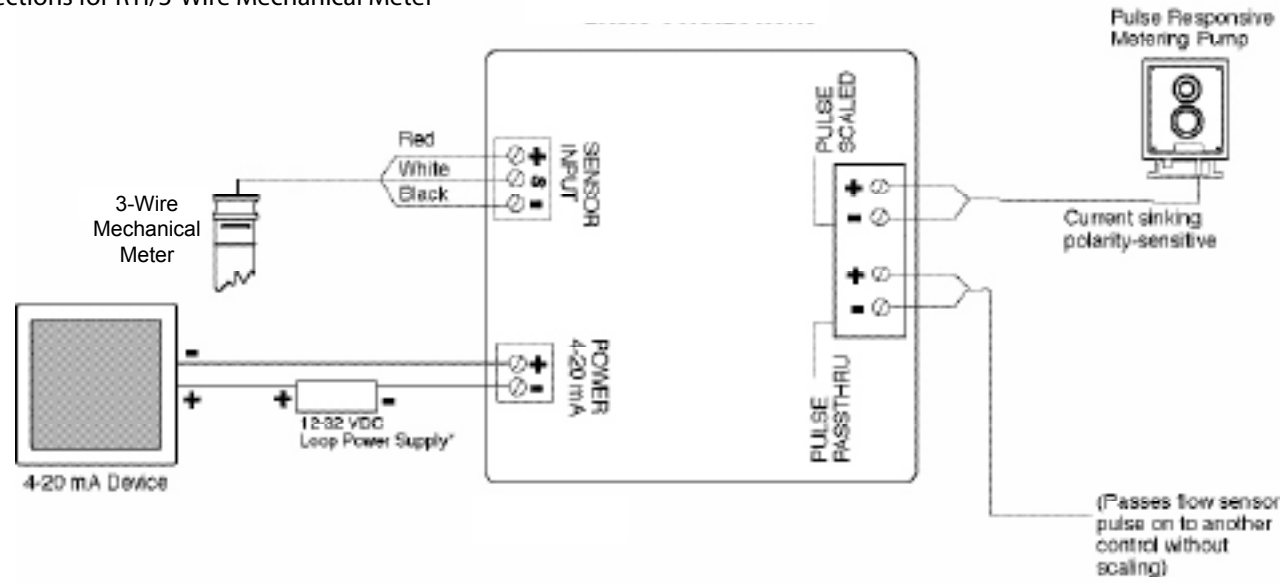 ections for RTI/3-Wire Mechanical Meter
Pulse Responsive
Metering Pump
PULSE
SCALED
Red
White
Black
+
S
-
SENSOR
INPUT
3-Wire
Mechanical
Meter
+
-
+
-
Current sinking
polarity-sensitive
-
+
+
-
12-32 VDC
Loop Power Supply*
+
-
POWER
4-20 mA
PULSE
PASSTHRU
4-20 mA Device
(Passes flow sensor
pulse on to another
control without
scaling)